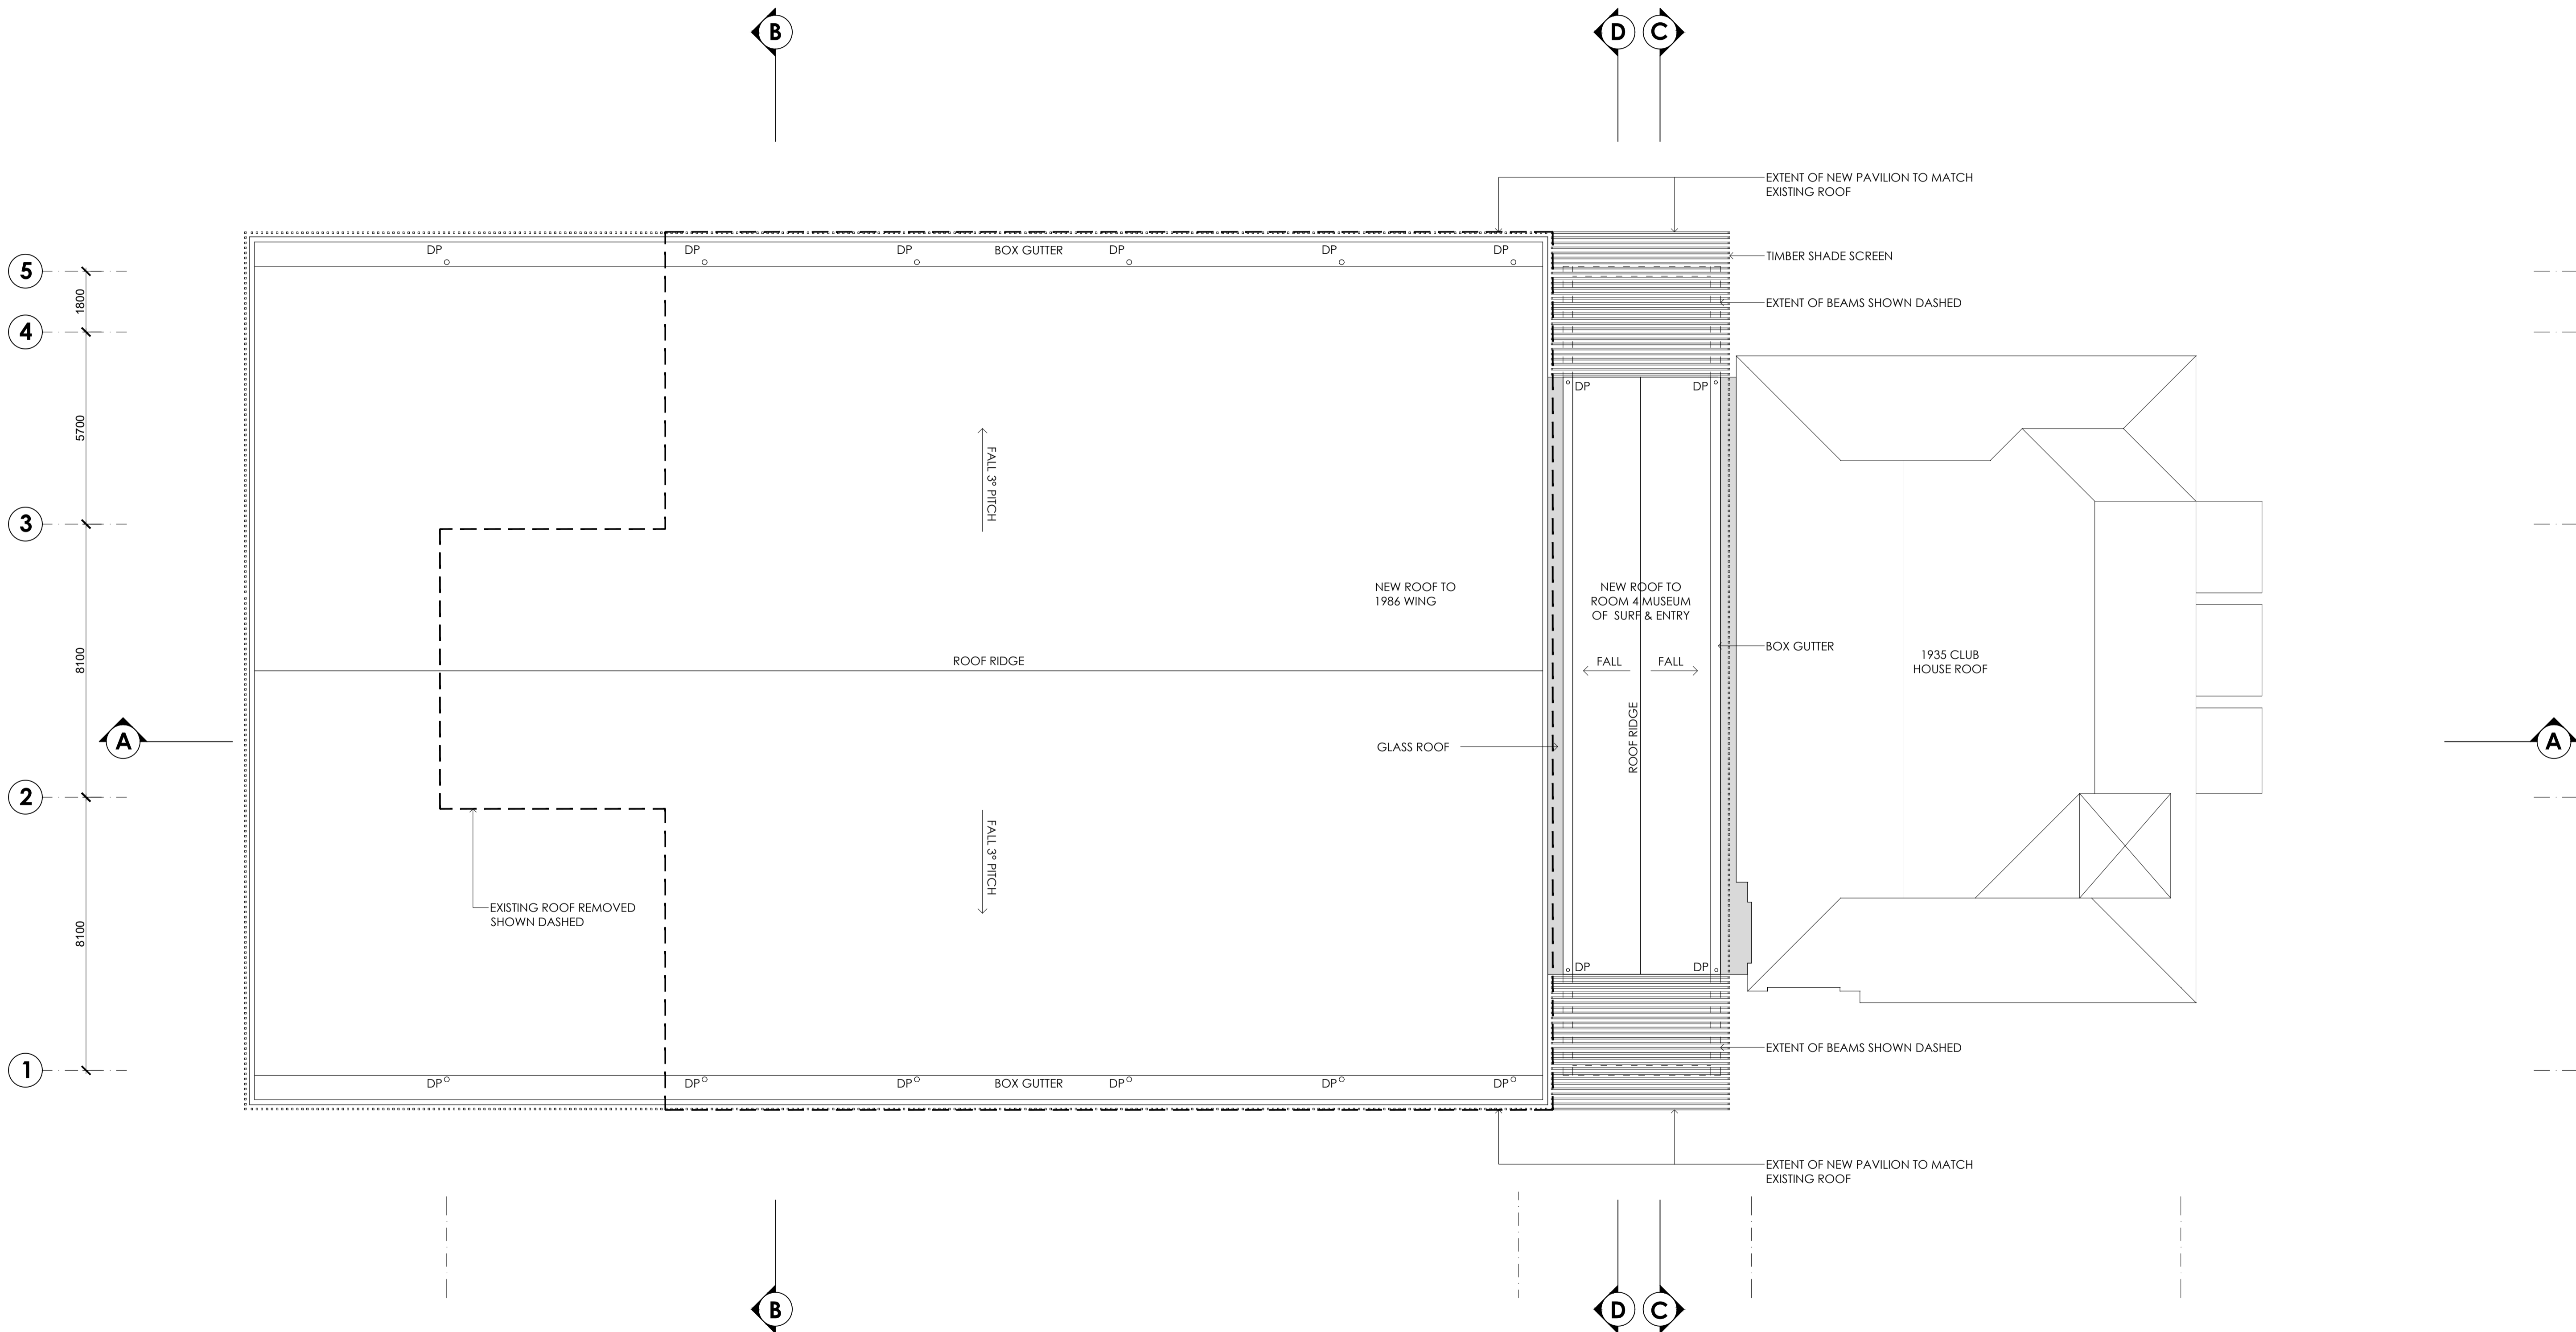 B
D
C
EXTENT OF NEW PAVILION TO MATCH
EXISTING ROOF
DP
DP
DP
BOX GUTTER
DP
DP
DP
TIMBER SHADE SCREEN
5
1800
EXTENT OF BEAMS SHOWN DASHED
4
DP
DP
5700
FALL 3° PITCH
3
NEW ROOF TO
1986 WING
NEW ROOF TO
ROOM 4 MUSEUM
OF SURF & ENTRY
BOX GUTTER
8100
ROOF RIDGE
FALL
FALL
1935 CLUB
HOUSE ROOF
ROOF RIDGE
A
GLASS ROOF
A
2
FALL 3° PITCH
EXISTING ROOF REMOVED
SHOWN DASHED
8100
DP
DP
EXTENT OF BEAMS SHOWN DASHED
1
DP
DP
DP
BOX GUTTER
DP
DP
DP
EXTENT OF NEW PAVILION TO MATCH
EXISTING ROOF
B
D
C